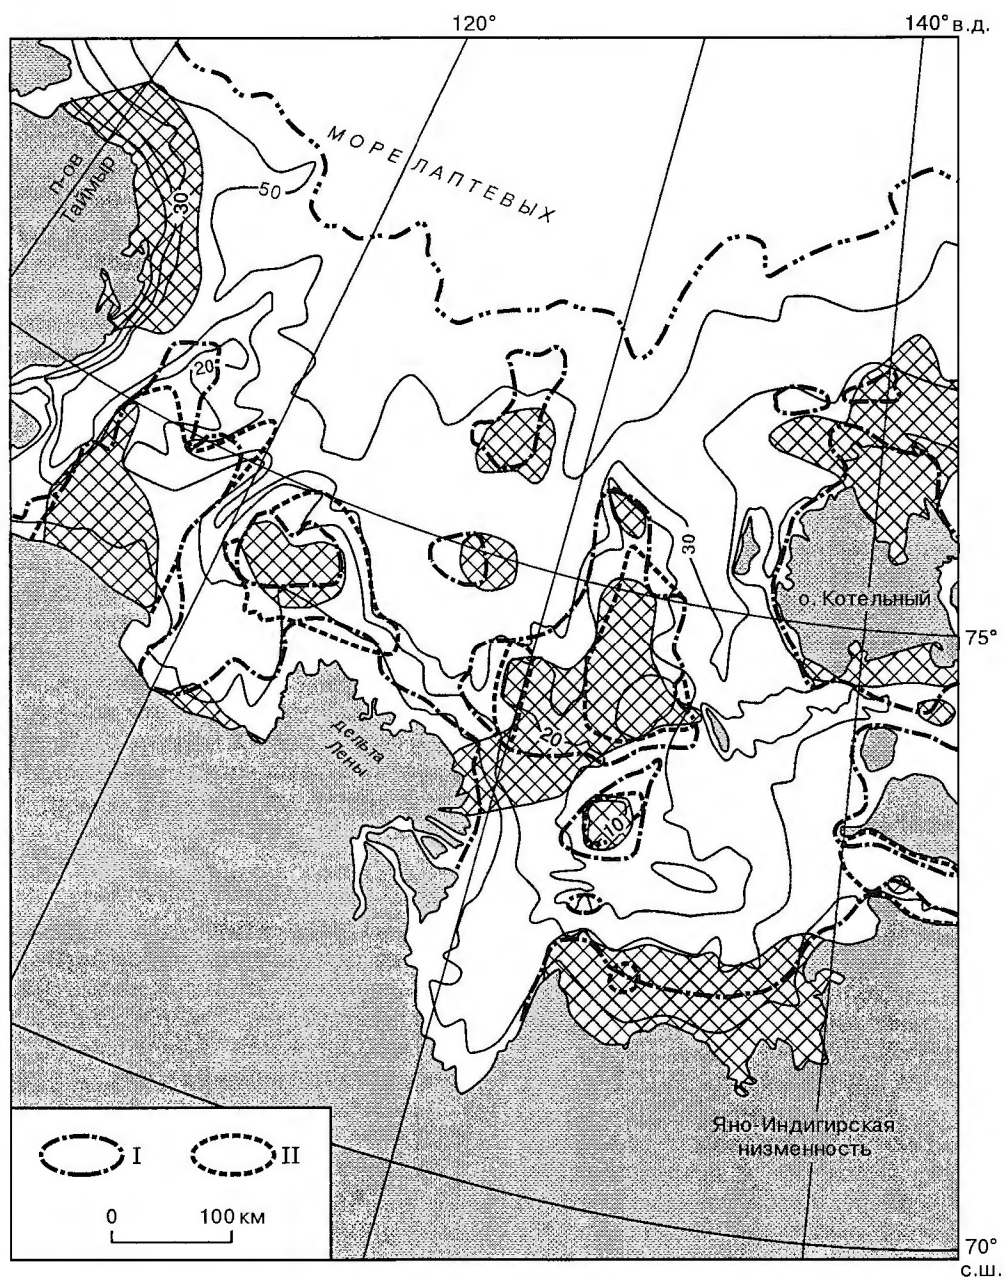 120°
140° в.д.
МОРЕ ЛАПТЕВЫХ
п-ов
Таймыр
50
30
20
30
о. Котельный
75°
дельта
Лены
20
10
Яно-Индигирская
низменность
I II
0 100 км
70°
с.ш.